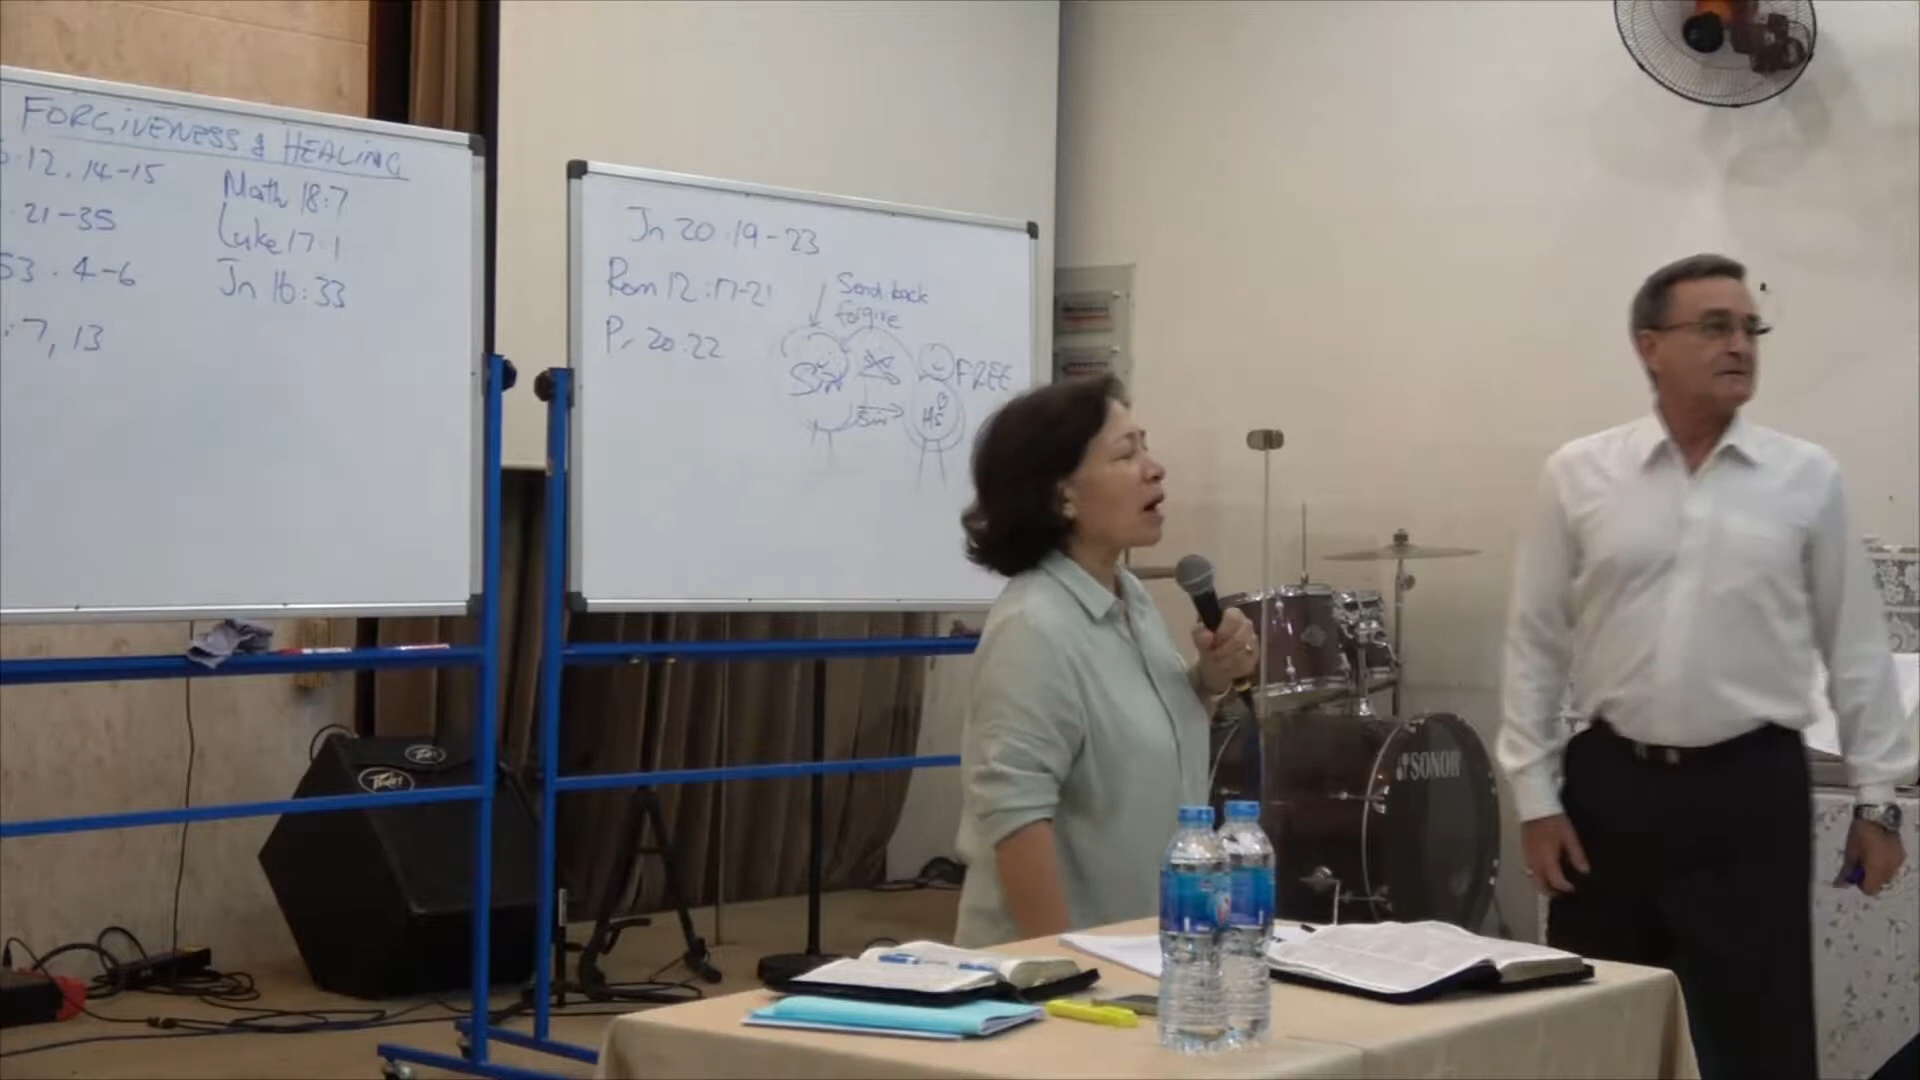 FORGIVENESS & HEALING
:12, 14-15
21-35
53:4-6
:7, 13
Math 18:7
Luke 17:1
Jn 16:33
Jn 20:19-23
Rom 12:17-21
Pr 20:22
Send back
forgive
Sin
Sin
HS
FREE
Peavey
SONOR